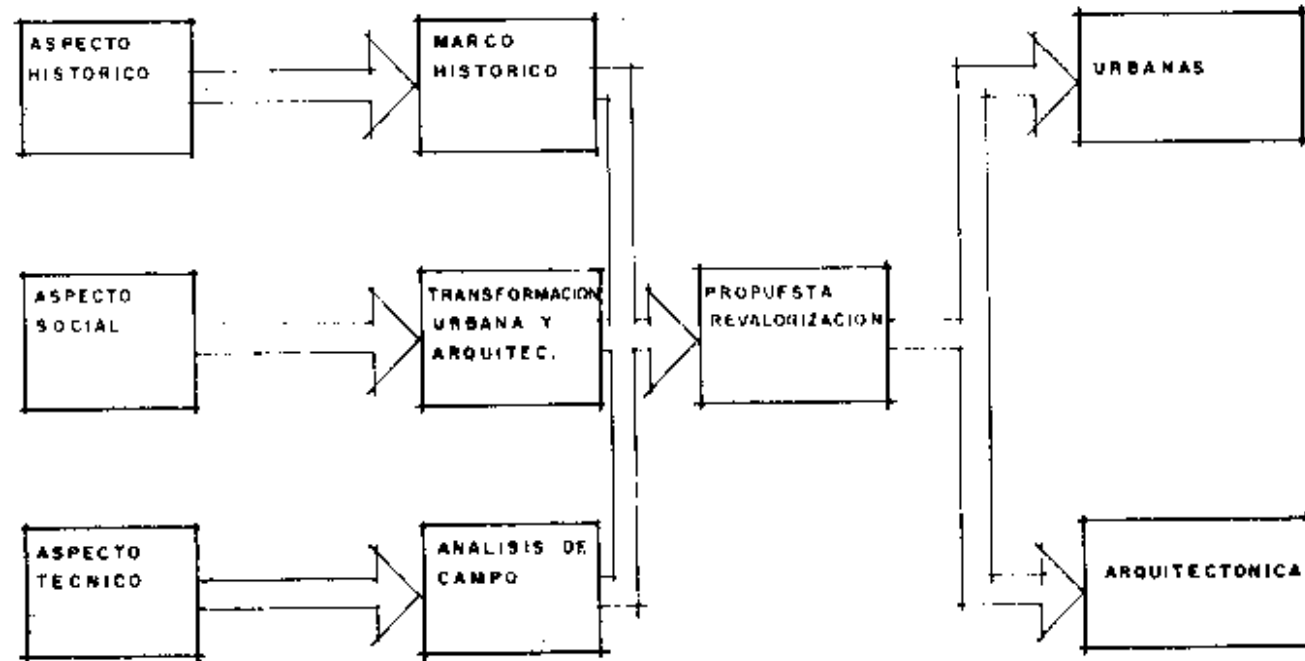 ASPECTO
HISTORICO
MARCO
HISTORICO
URBANAS
ASPECTO
SOCIAL
TRANSFORMACION
URBANA Y
ARQUITEC.
PROPUESTA
REVALORIZACION
ASPECTO
TECNICO
ANALISIS DE
CAMPO
ARQUITECTONICA